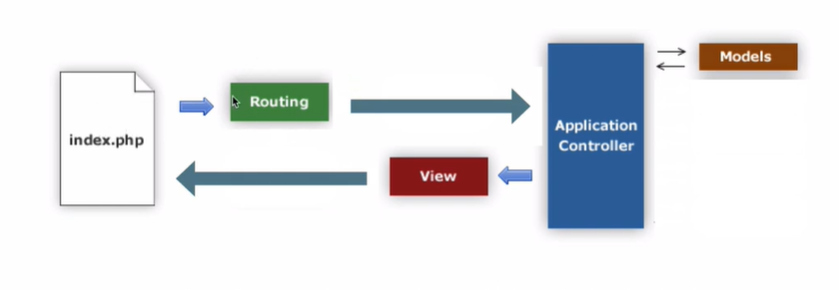 Models
Routing
index.php
Application
Controller
View